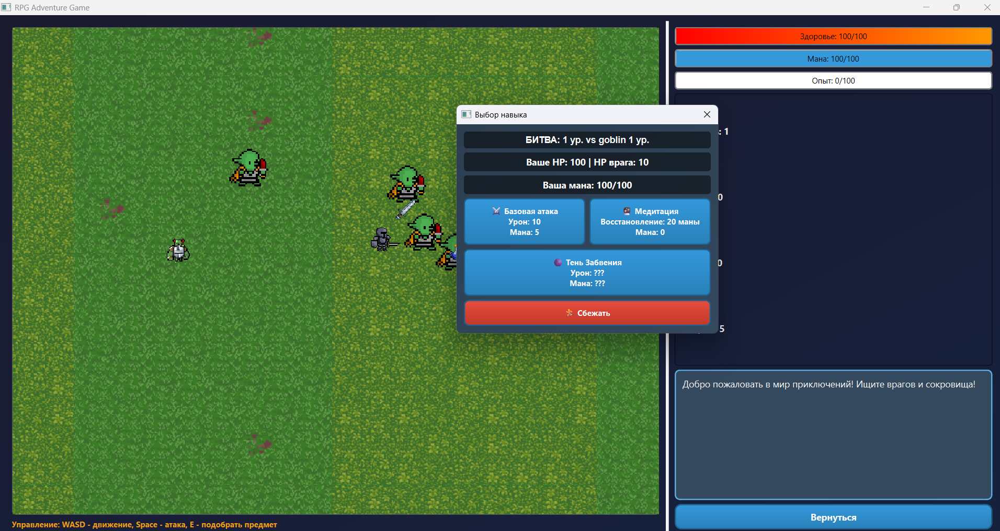 RPG Adventure Game
Здоровье: 100/100
Мана: 100/100
Опыт: 0/100
Выбор навыка
БИТВА: 1 ур. vs goblin 1 ур.
Ваше HP: 100 | HP врага: 10
Ваша мана: 100/100
Базовая атака
Урон: 10
Мана: 5
Медитация
Восстановление: 20 маны
Мана: 0
Тень Забвения
Урон: ???
Мана: ???
Сбежать
: 1
0
0
5
Добро пожаловать в мир приключений! Ищите врагов и сокровища!
Вернуться
Управление: WASD - движение, Space - атака, E - подобрать предмет